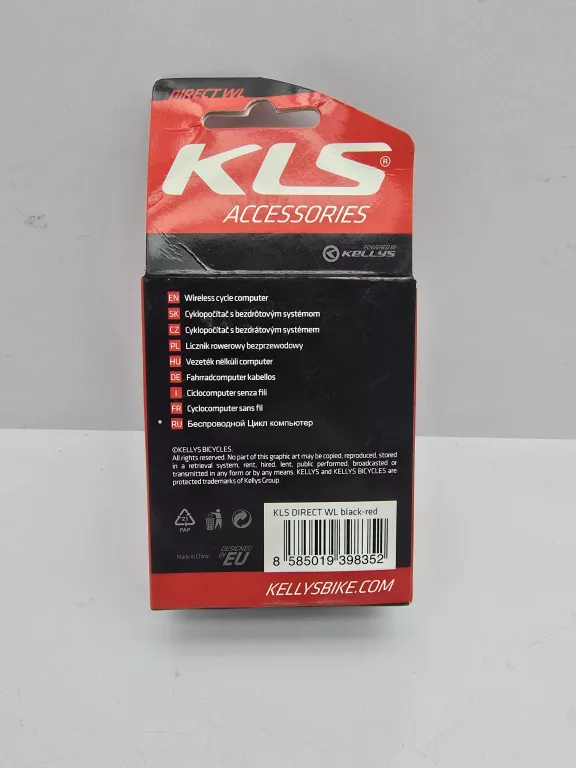 DIRECT WL
KLS®
ACCESSORIES
POWERED BY
KELLYS
EN Wireless cycle computer
SK Cyklopočítač s bezdrôtovým systémom
CZ Cyklopočítač s bezdrátovým systémem
PL Licznik rowerowy bezprzewodowy
HU Vezeték nélküli computer
DE Fahrradcomputer kabellos
I Ciclocomputer senza fili
FR Cyclocomputer sans fil
RU Беспроводной Цикл компьютер
©KELLYS BICYCLES.
All rights reserved. No part of this graphic art may be copied, reproduced, stored
in a retrieval system, rent, hired, lent, public performed, broadcasted or
transmitted in any form or by any means. KELLYS and KELLYS BICYCLES are
protected trademarks of Kellys Group.
KLS DIRECT WL black-red
21
PAP
Made in China
DESIGNED
IN EU
8 585019 398352
KELLYSBIKE.COM